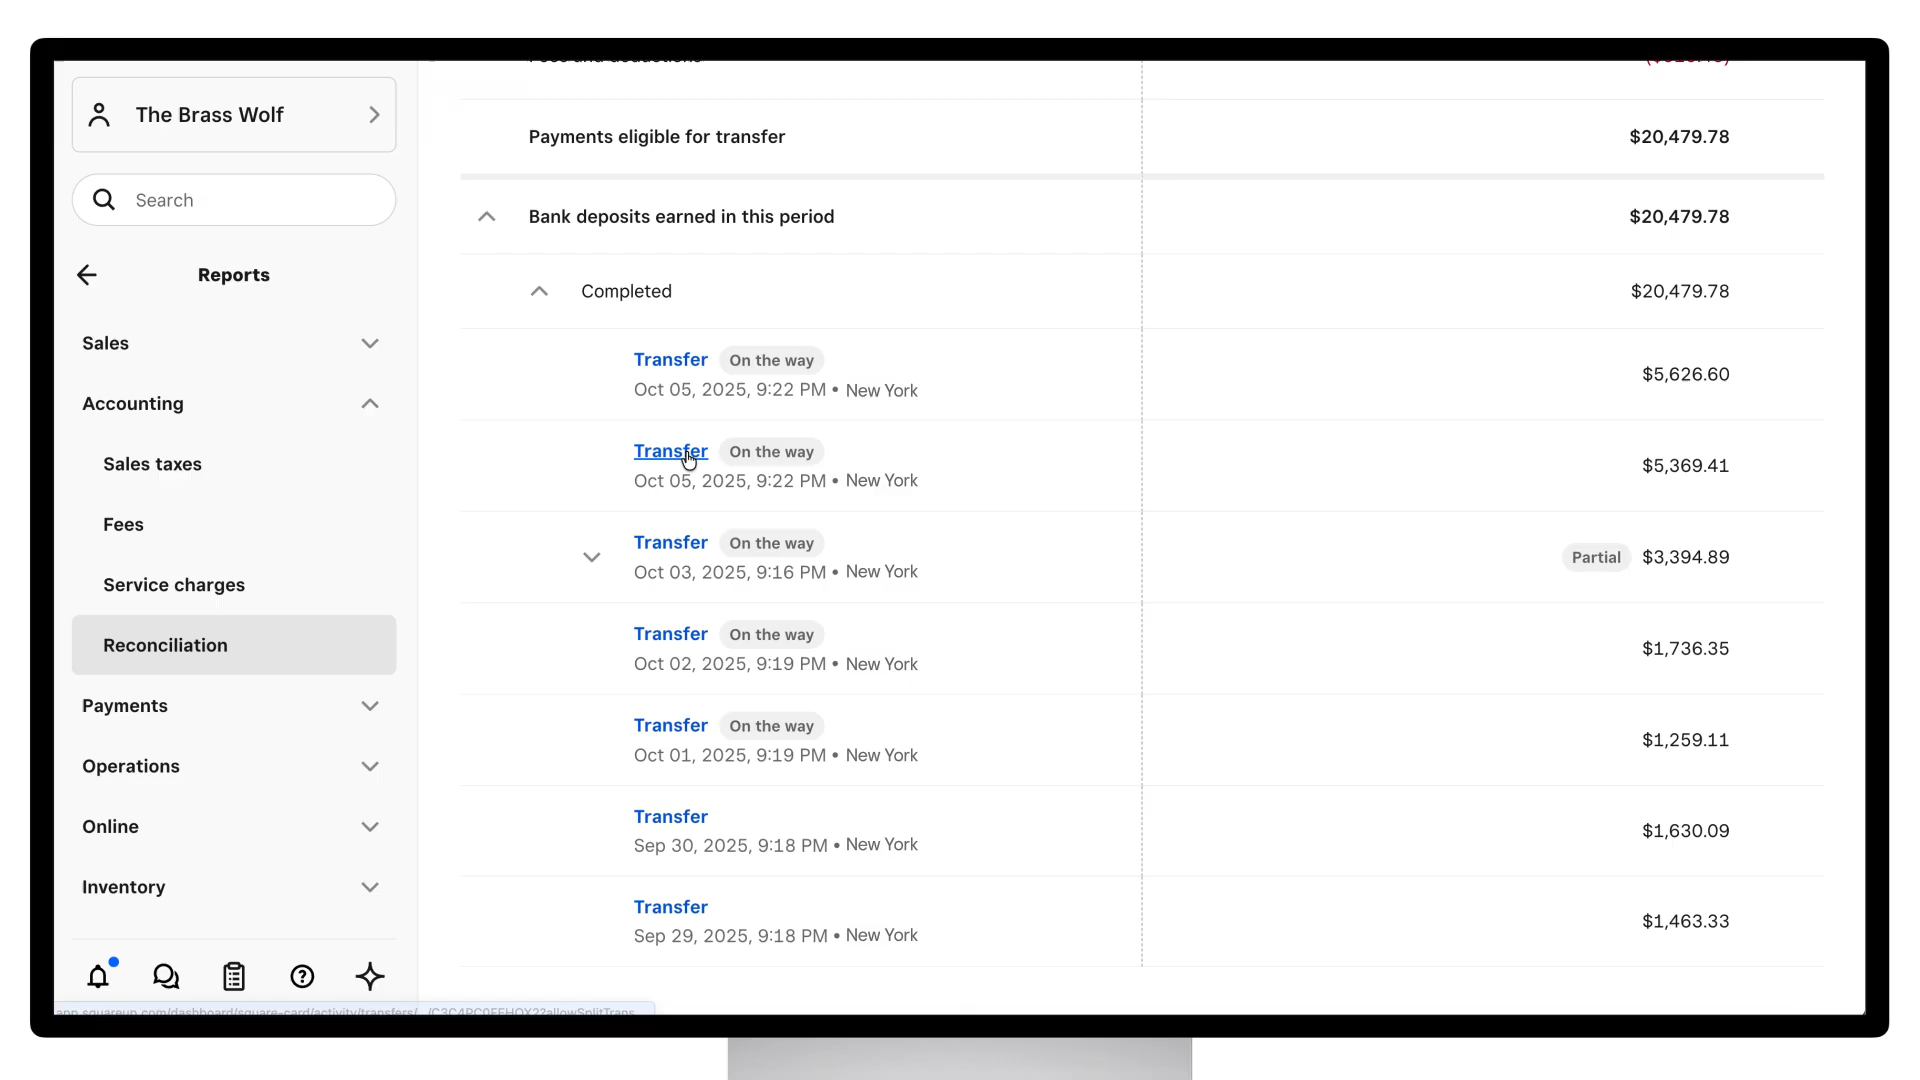 The Brass Wolf
Search
Reports
Sales
Accounting
Sales taxes
Fees
Service charges
Reconciliation
Payments
Operations
Online
Inventory
Payments eligible for transfer $20,479.78
Bank deposits earned in this period $20,479.78
Completed $20,479.78
Transfer On the way
Oct 05, 2025, 9:22 PM • New York $5,626.60
Transfer On the way
Oct 05, 2025, 9:22 PM • New York $5,369.41
Transfer On the way
Oct 03, 2025, 9:16 PM • New York Partial $3,394.89
Transfer On the way
Oct 02, 2025, 9:19 PM • New York $1,736.35
Transfer On the way
Oct 01, 2025, 9:19 PM • New York $1,259.11
Transfer
Sep 30, 2025, 9:18 PM • New York $1,630.09
Transfer
Sep 29, 2025, 9:18 PM • New York $1,463.33